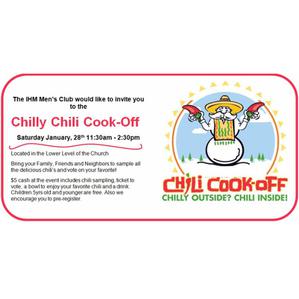 The IHM Men's Club would like to invite you
to the
Chilly Chili Cook-Off
Saturday January, 28th 11:30am - 2:30pm
Located in the Lower Level of the Church
Bring your Family, Friends and Neighbors to sample all
the delicious chili's and vote on your favorite!
$5 cash at the event includes chili sampling, ticket to
vote, a bowl to enjoy your favorite chili and a drink.
Children 5yrs old and younger are free. Also we
encourage you to pre-register.
CHiLi COOK-OFF
CHILLY OUTSIDE? CHILI INSIDE!